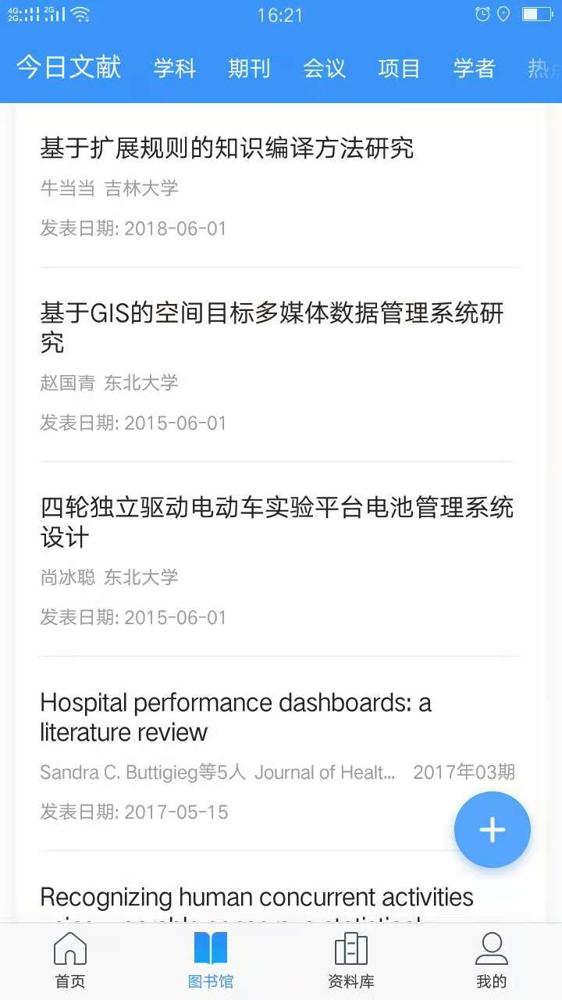 4G 2G 2G 16:21
今日文献 学科 期刊 会议 项目 学者 热
基于扩展规则的知识编译方法研究
牛当当 吉林大学
发表日期: 2018-06-01
基于GIS的空间目标多媒体数据管理系统研
究
赵国青 东北大学
发表日期: 2015-06-01
四轮独立驱动电动车实验平台电池管理系统
设计
尚冰聪 东北大学
发表日期: 2015-06-01
Hospital performance dashboards: a
literature review
Sandra C. Buttigieg等5人 Journal of Healt... 2017年03期
发表日期: 2017-05-15
Recognizing human concurrent activities
首页 图书馆 资料库 我的